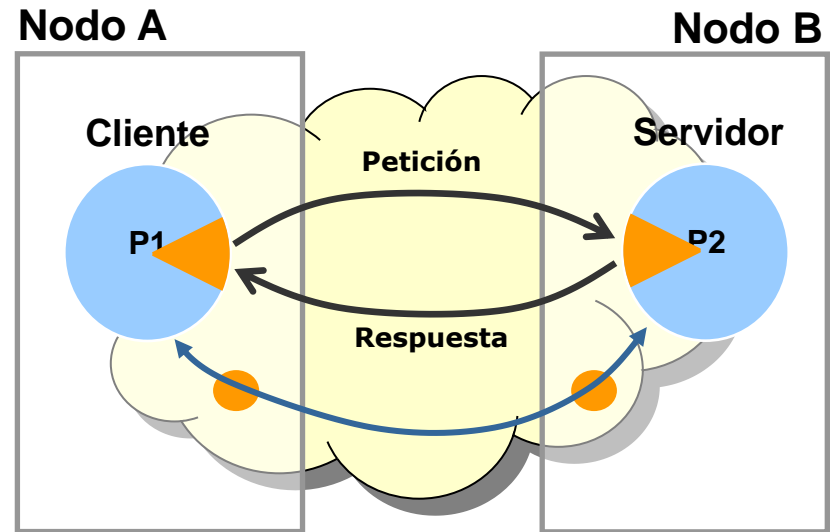 Nodo A
Nodo B
Cliente
Servidor
Petición
P1
P2
Respuesta